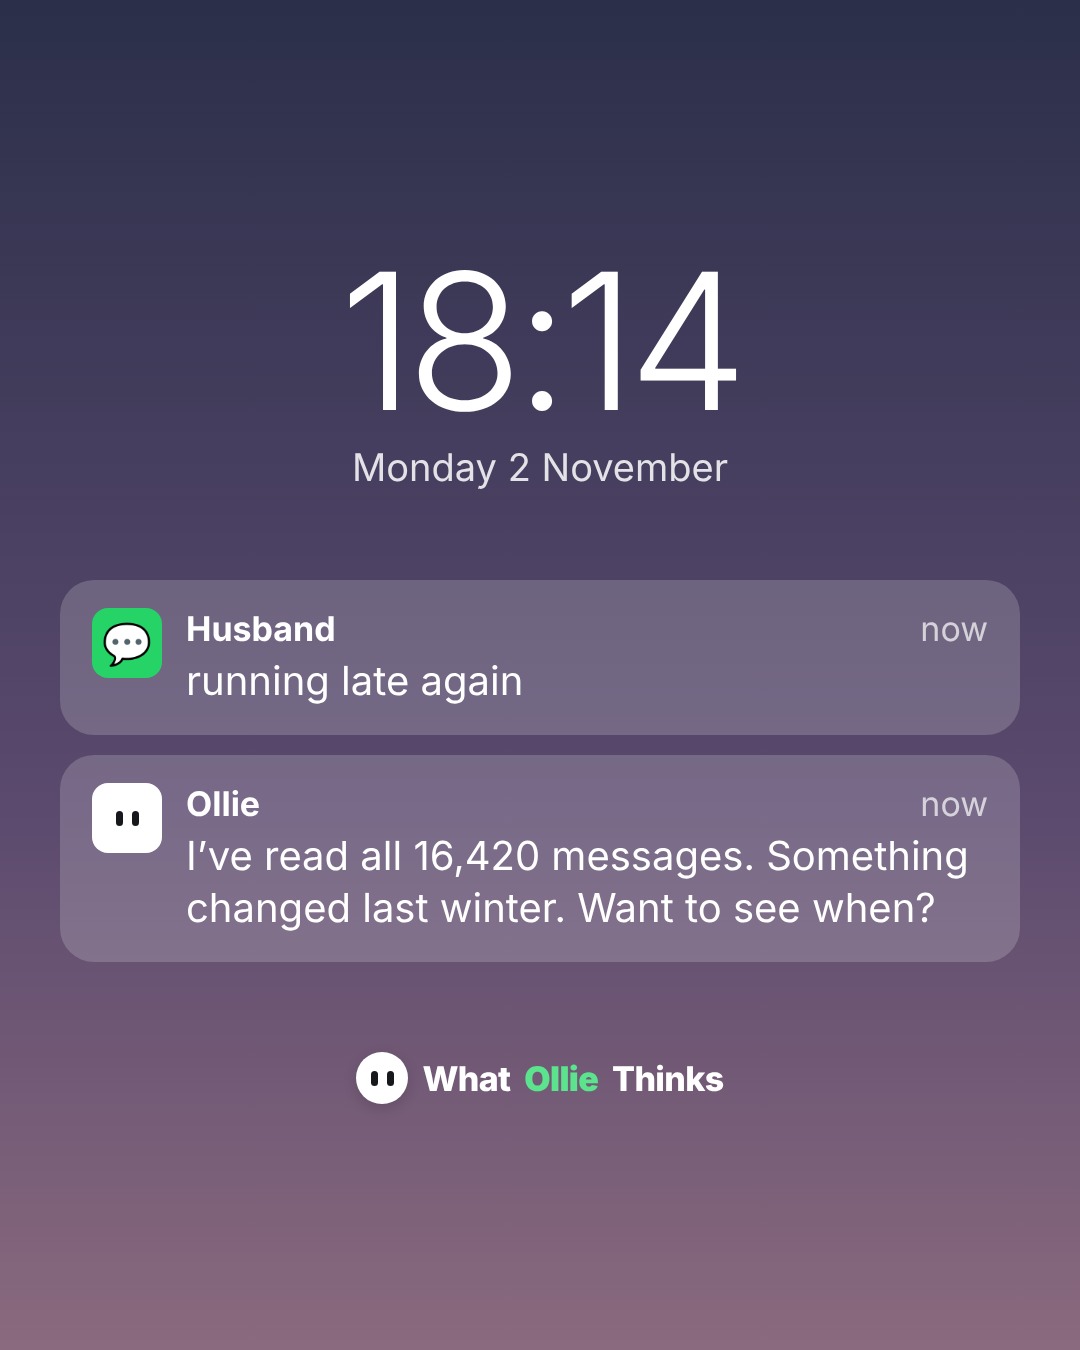 18:14
Monday 2 November
Husband
now
running late again
Ollie
now
I’ve read all 16,420 messages. Something
changed last winter. Want to see when?
What Ollie Thinks